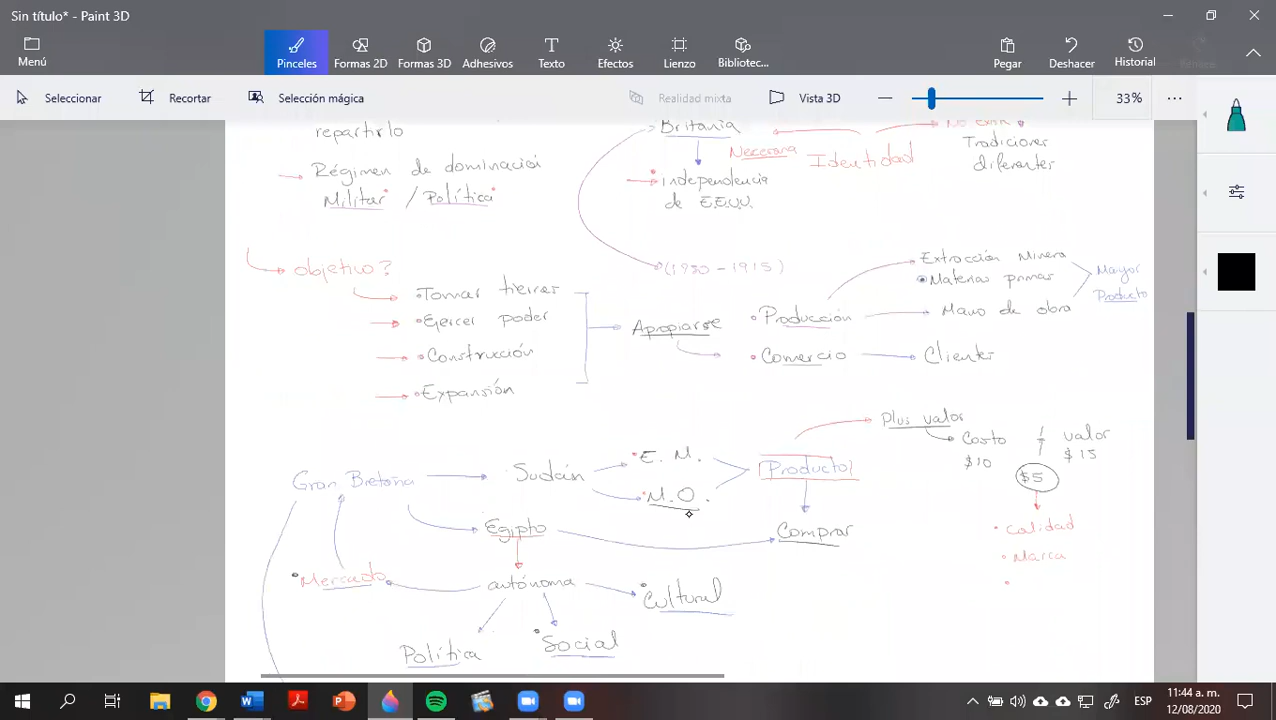 Sin título* - Paint 3D
Menú
Pinceles
Formas 2D
Formas 3D
Adhesivos
Texto
Efectos
Lienzo
Bibliotec...
Pegar
Deshacer
Historial
Seleccionar
Recortar
Selección mágica
Realidad mixta
Vista 3D
33%
repartirlo
Régimen de dominación
Militar / Política
Britania
Necesaria
Identidad
Tradiciones
diferentes
Independencia
de E.E.U.U.
objetivo?
(1930 - 1915)
Tomar tierras
Ejercer poder
Construcción
Expansión
Apropiarse
Producción
Comercio
Extracción Minera
Materias primas
Mano de obra
Mayor
Producto
Clientes
Plus valor
Costo
$10
valor
$15
$5
Calidad
Marca
Gran Bretaña
Sudán
E. M.
M.O.
Producto
Comprar
Egipto
Mercado
autónoma
Cultural
Política
Social
ESP
11:44 a. m.
12/08/2020